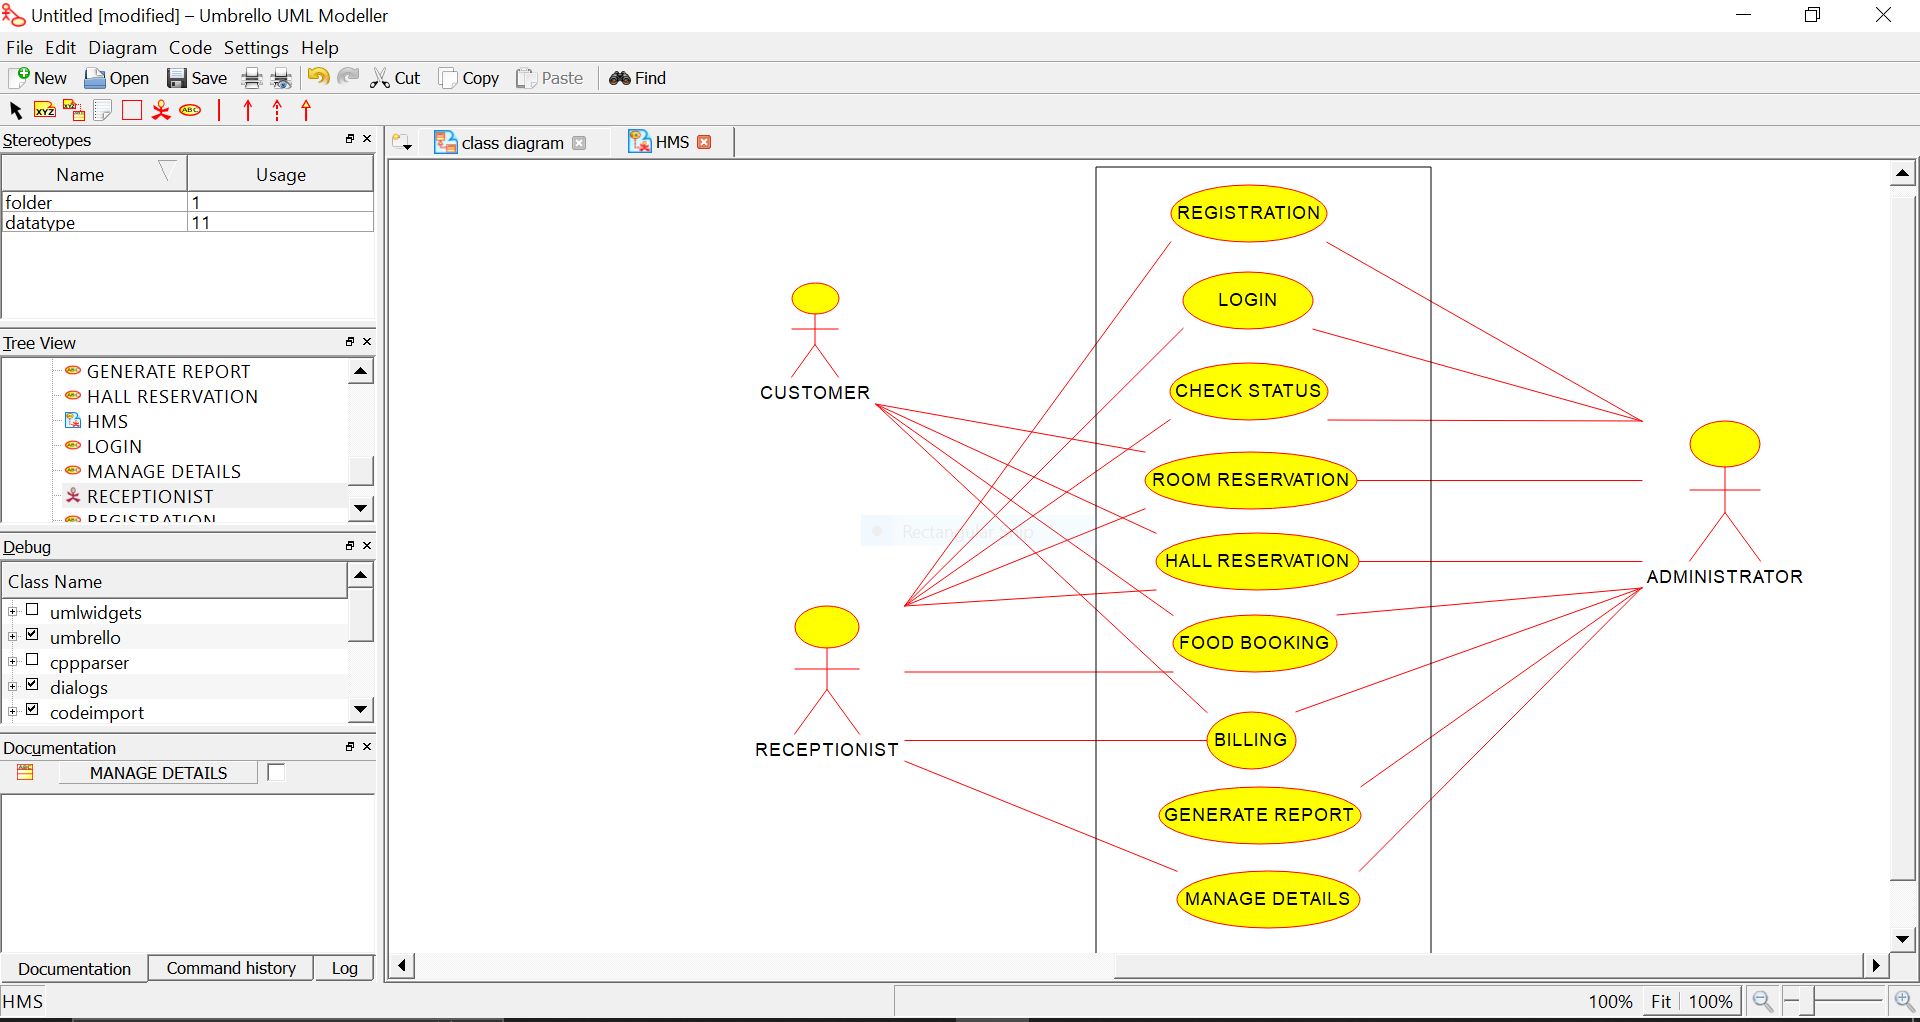 Untitled [modified] – Umbrello UML Modeller
File Edit Diagram Code Settings Help
New Open Save Cut Copy Paste Find
XYZ XYZ ABC
Stereotypes
class diagram HMS
Name Usage
folder 1
datatype 11
Tree View
GENERATE REPORT
HALL RESERVATION
HMS
LOGIN
MANAGE DETAILS
RECEPTIONIST
REGISTRATION
Debug
Class Name
umlwidgets
umbrello
cppparser
dialogs
codeimport
Documentation
MANAGE DETAILS
Documentation Command history Log
REGISTRATION
LOGIN
CUSTOMER
CHECK STATUS
ROOM RESERVATION
HALL RESERVATION
ADMINISTRATOR
FOOD BOOKING
RECEPTIONIST
BILLING
GENERATE REPORT
MANAGE DETAILS
HMS
100% Fit 100%